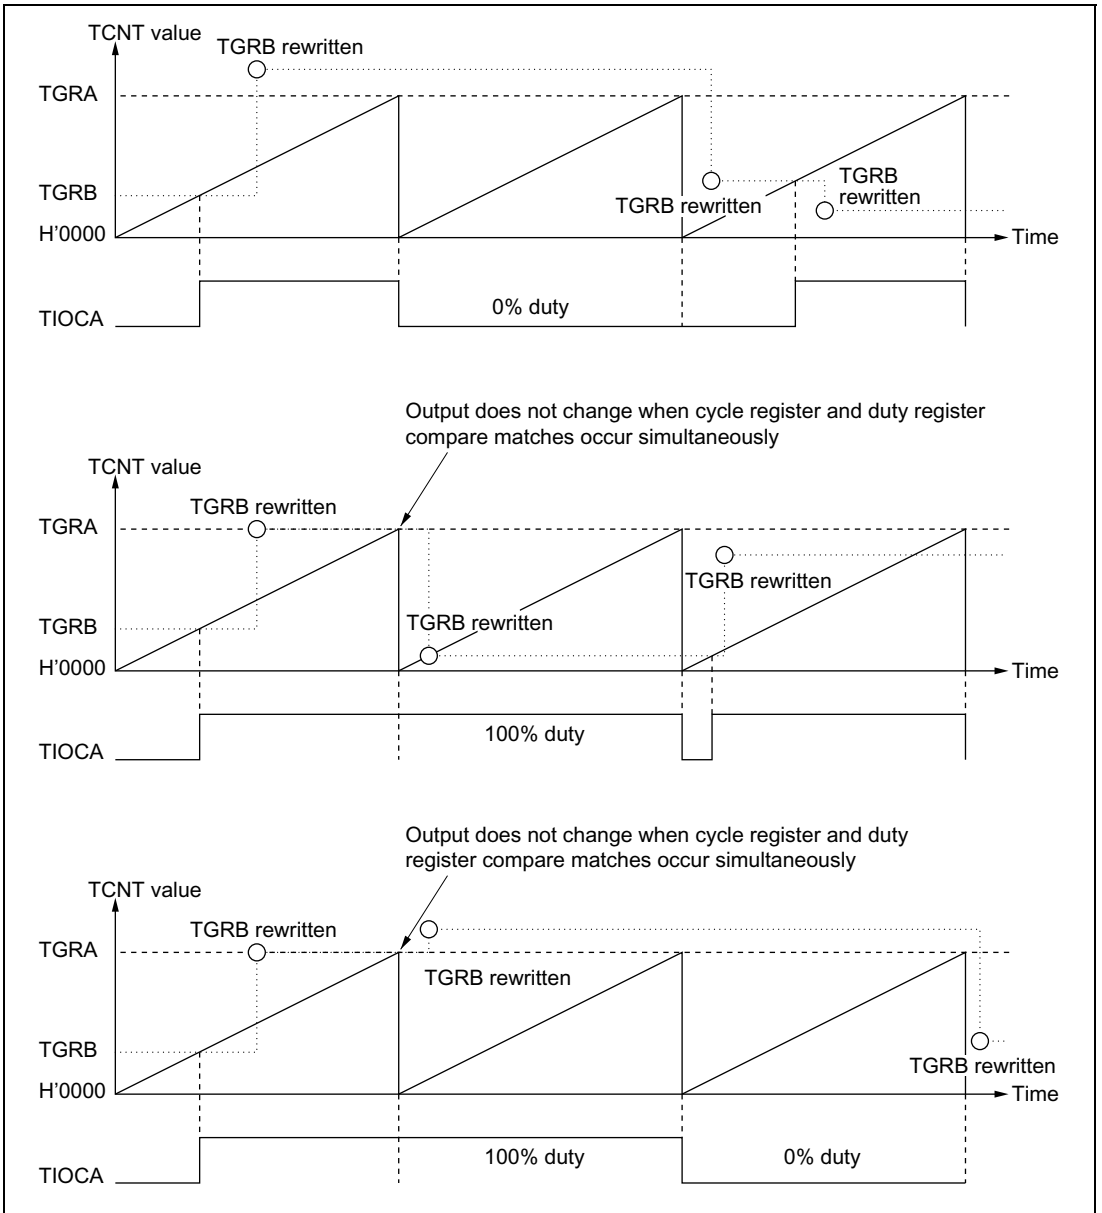 TCNT value
TGRB rewritten
TGRA
TGRB
TGRB
rewritten
TGRB rewritten
H'0000
Time
0% duty
TIOCA
Output does not change when cycle register and duty register
compare matches occur simultaneously
TCNT value
TGRB rewritten
TGRA
TGRB rewritten
TGRB
TGRB rewritten
H'0000
Time
100% duty
TIOCA
Output does not change when cycle register and duty
register compare matches occur simultaneously
TCNT value
TGRB rewritten
TGRA
TGRB rewritten
TGRB
TGRB rewritten
H'0000
Time
100% duty
0% duty
TIOCA